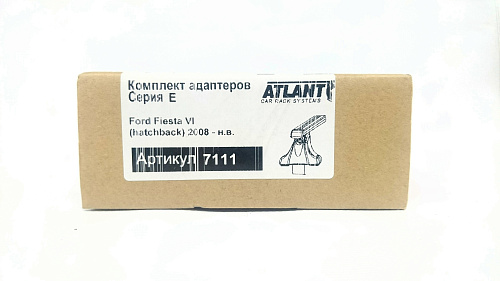 Комплект адаптеров
Серия E
ATLANT
CAR RACK SYSTEMS
Ford Fiesta VI
(hatchback) 2008 - н.в.
Артикул 7111